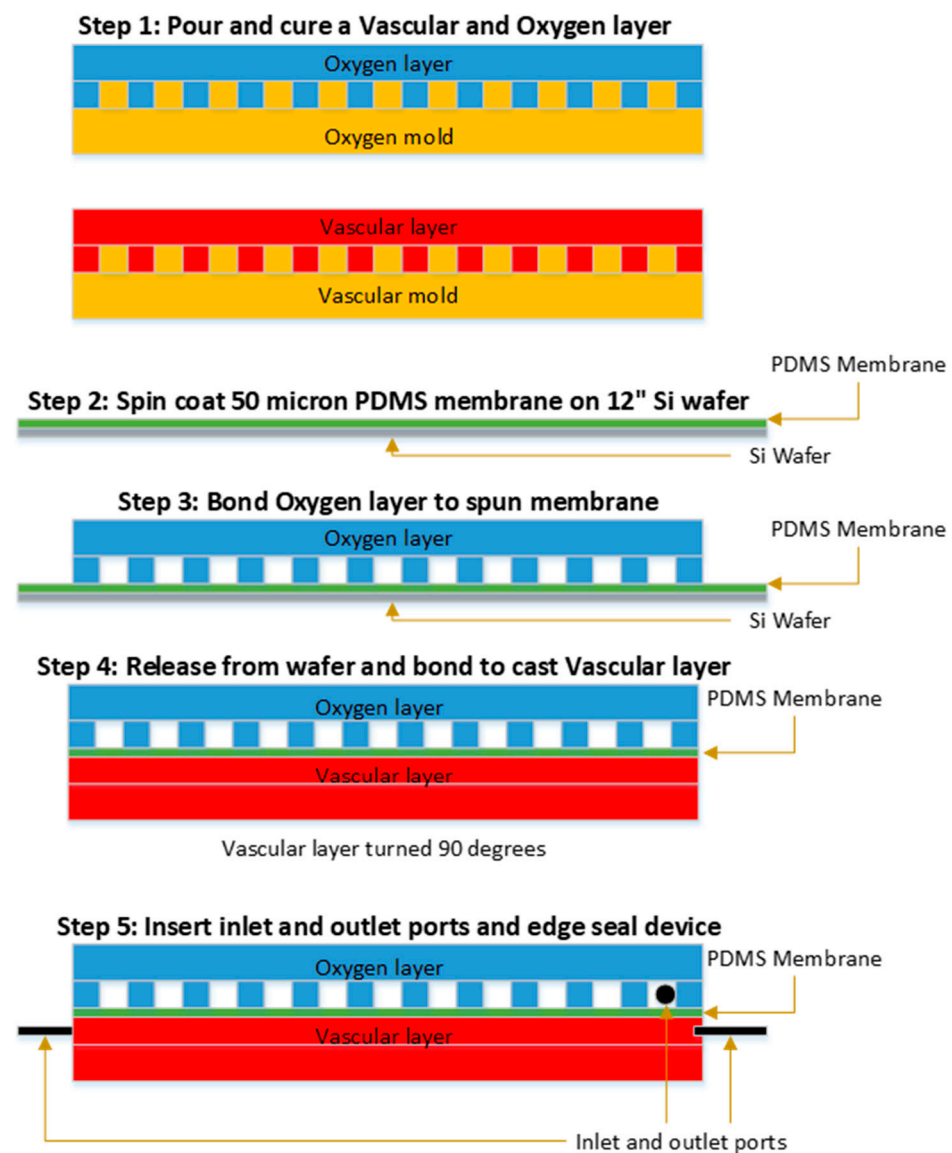 Step 1: Pour and cure a Vascular and Oxygen layer
Oxygen layer
Oxygen mold
Vascular layer
Vascular mold
PDMS Membrane
Step 2: Spin coat 50 micron PDMS membrane on 12" Si wafer
Si Wafer
Step 3: Bond Oxygen layer to spun membrane
Oxygen layer
PDMS Membrane
Si Wafer
Step 4: Release from wafer and bond to cast Vascular layer
Oxygen layer
PDMS Membrane
Vascular layer
Vascular layer turned 90 degrees
Step 5: Insert inlet and outlet ports and edge seal device
Oxygen layer
PDMS Membrane
Vascular layer
Inlet and outlet ports